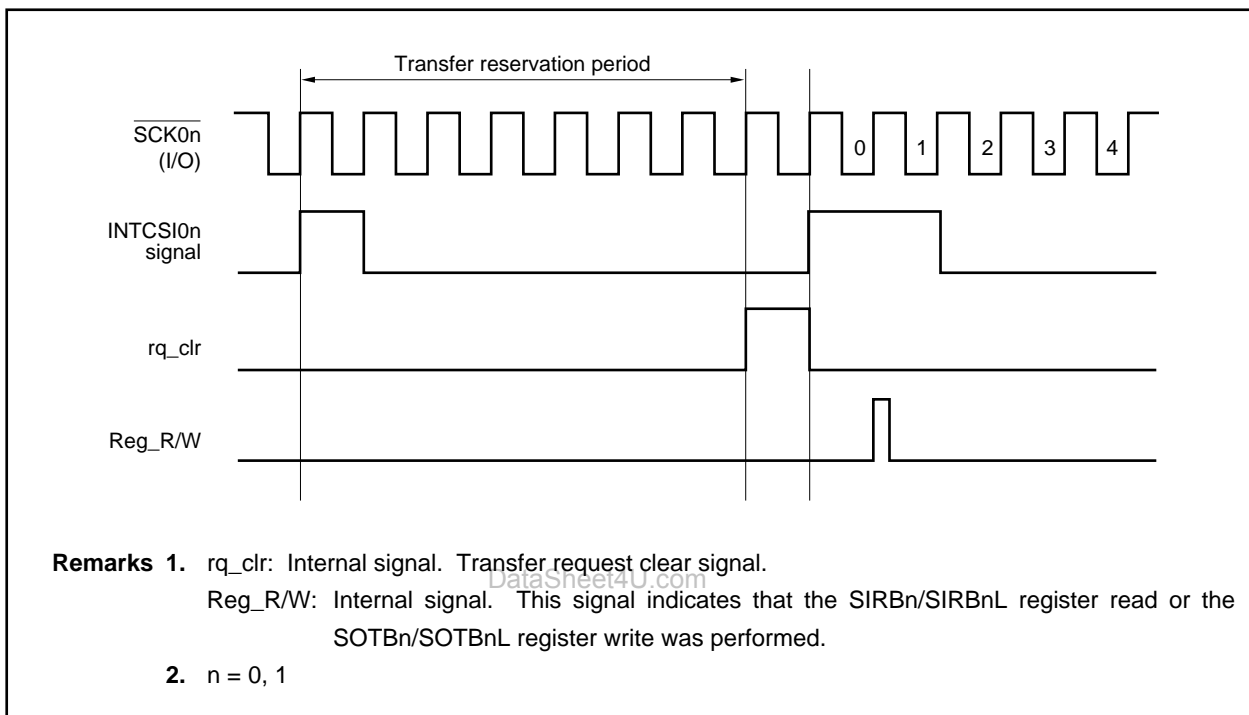 Transfer reservation period
SCK0n
(I/O)
0 1 2 3 4
INTCSI0n
signal
rq_clr
Reg_R/W
Remarks 1. rq_clr: Internal signal. Transfer request clear signal.
DataSheet4U.com
Reg_R/W: Internal signal. This signal indicates that the SIRBn/SIRBnL register read or the
SOTBn/SOTBnL register write was performed.
2. n = 0, 1